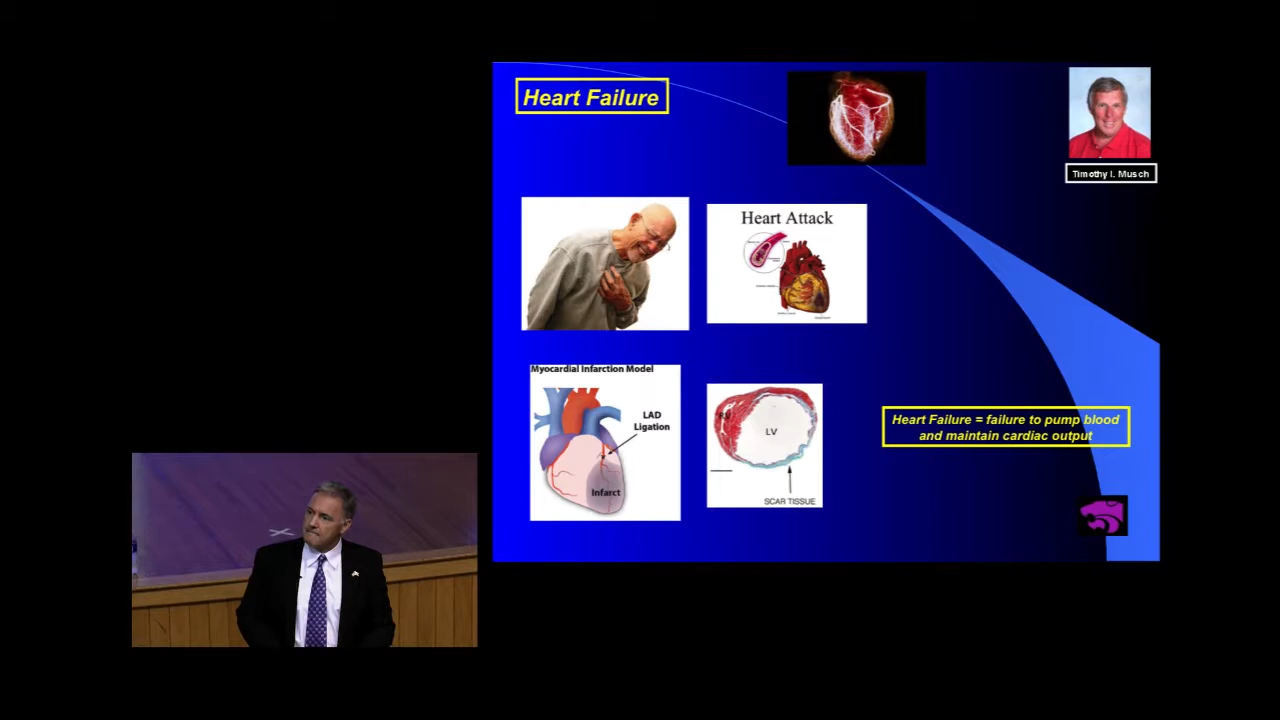 Heart Failure
Timothy I. Musch
Heart Attack
Myocardial Infarction Model
LAD
Ligation
Infarct
RV
LV
SCAR TISSUE
Heart Failure = failure to pump blood
and maintain cardiac output